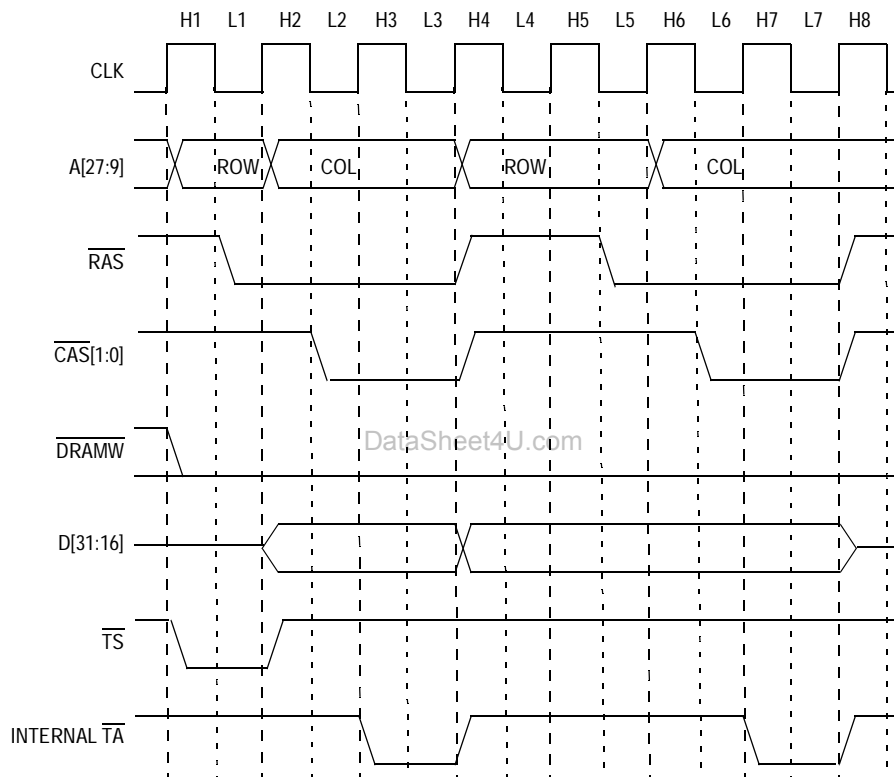 H1 L1 H2 L2 H3 L3 H4 L4 H5 L5 H6 L6 H7 L7 H8
CLK
A[27:9] ROW COL ROW COL
RAS
CAS[1:0]
DRAMW
DataSheet4U.com
D[31:16]
TS
INTERNAL TA